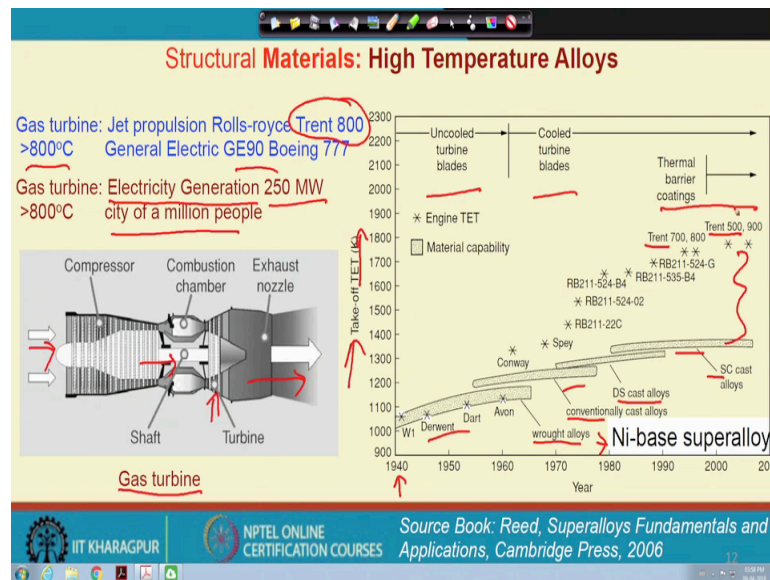 Structural Materials: High Temperature Alloys
Gas turbine: Jet propulsion Rolls-royce Trent 800
>800°C General Electric GE90 Boeing 777
Gas turbine: Electricity Generation 250 MW
>800°C city of a million people
Compressor
Combustion
chamber
Exhaust
nozzle
Shaft
Turbine
Gas turbine
Take-off TET (K)
2300
2200
2100
2000
1900
1800
1700
1600
1500
1400
1300
1200
1100
1000
900
Uncooled
turbine
blades
Cooled
turbine
blades
Thermal
barrier
coatings
Engine TET
Material capability
Trent 500, 900
Trent 700, 800
RB211-524-G
RB211-535-B4
RB211-524-B4
RB211-524-02
RB211-22C
Spey
Conway
SC cast
alloys
DS cast alloys
conventionally cast alloys
wrought alloys
W1
Derwent
Dart
Avon
Ni-base superalloy
1940
1950
1960
1970
1980
1990
2000
20
Year
IIT KHARAGPUR
NPTEL ONLINE
CERTIFICATION COURSES
Source Book: Reed, Superalloys Fundamentals and
Applications, Cambridge Press, 2006
12